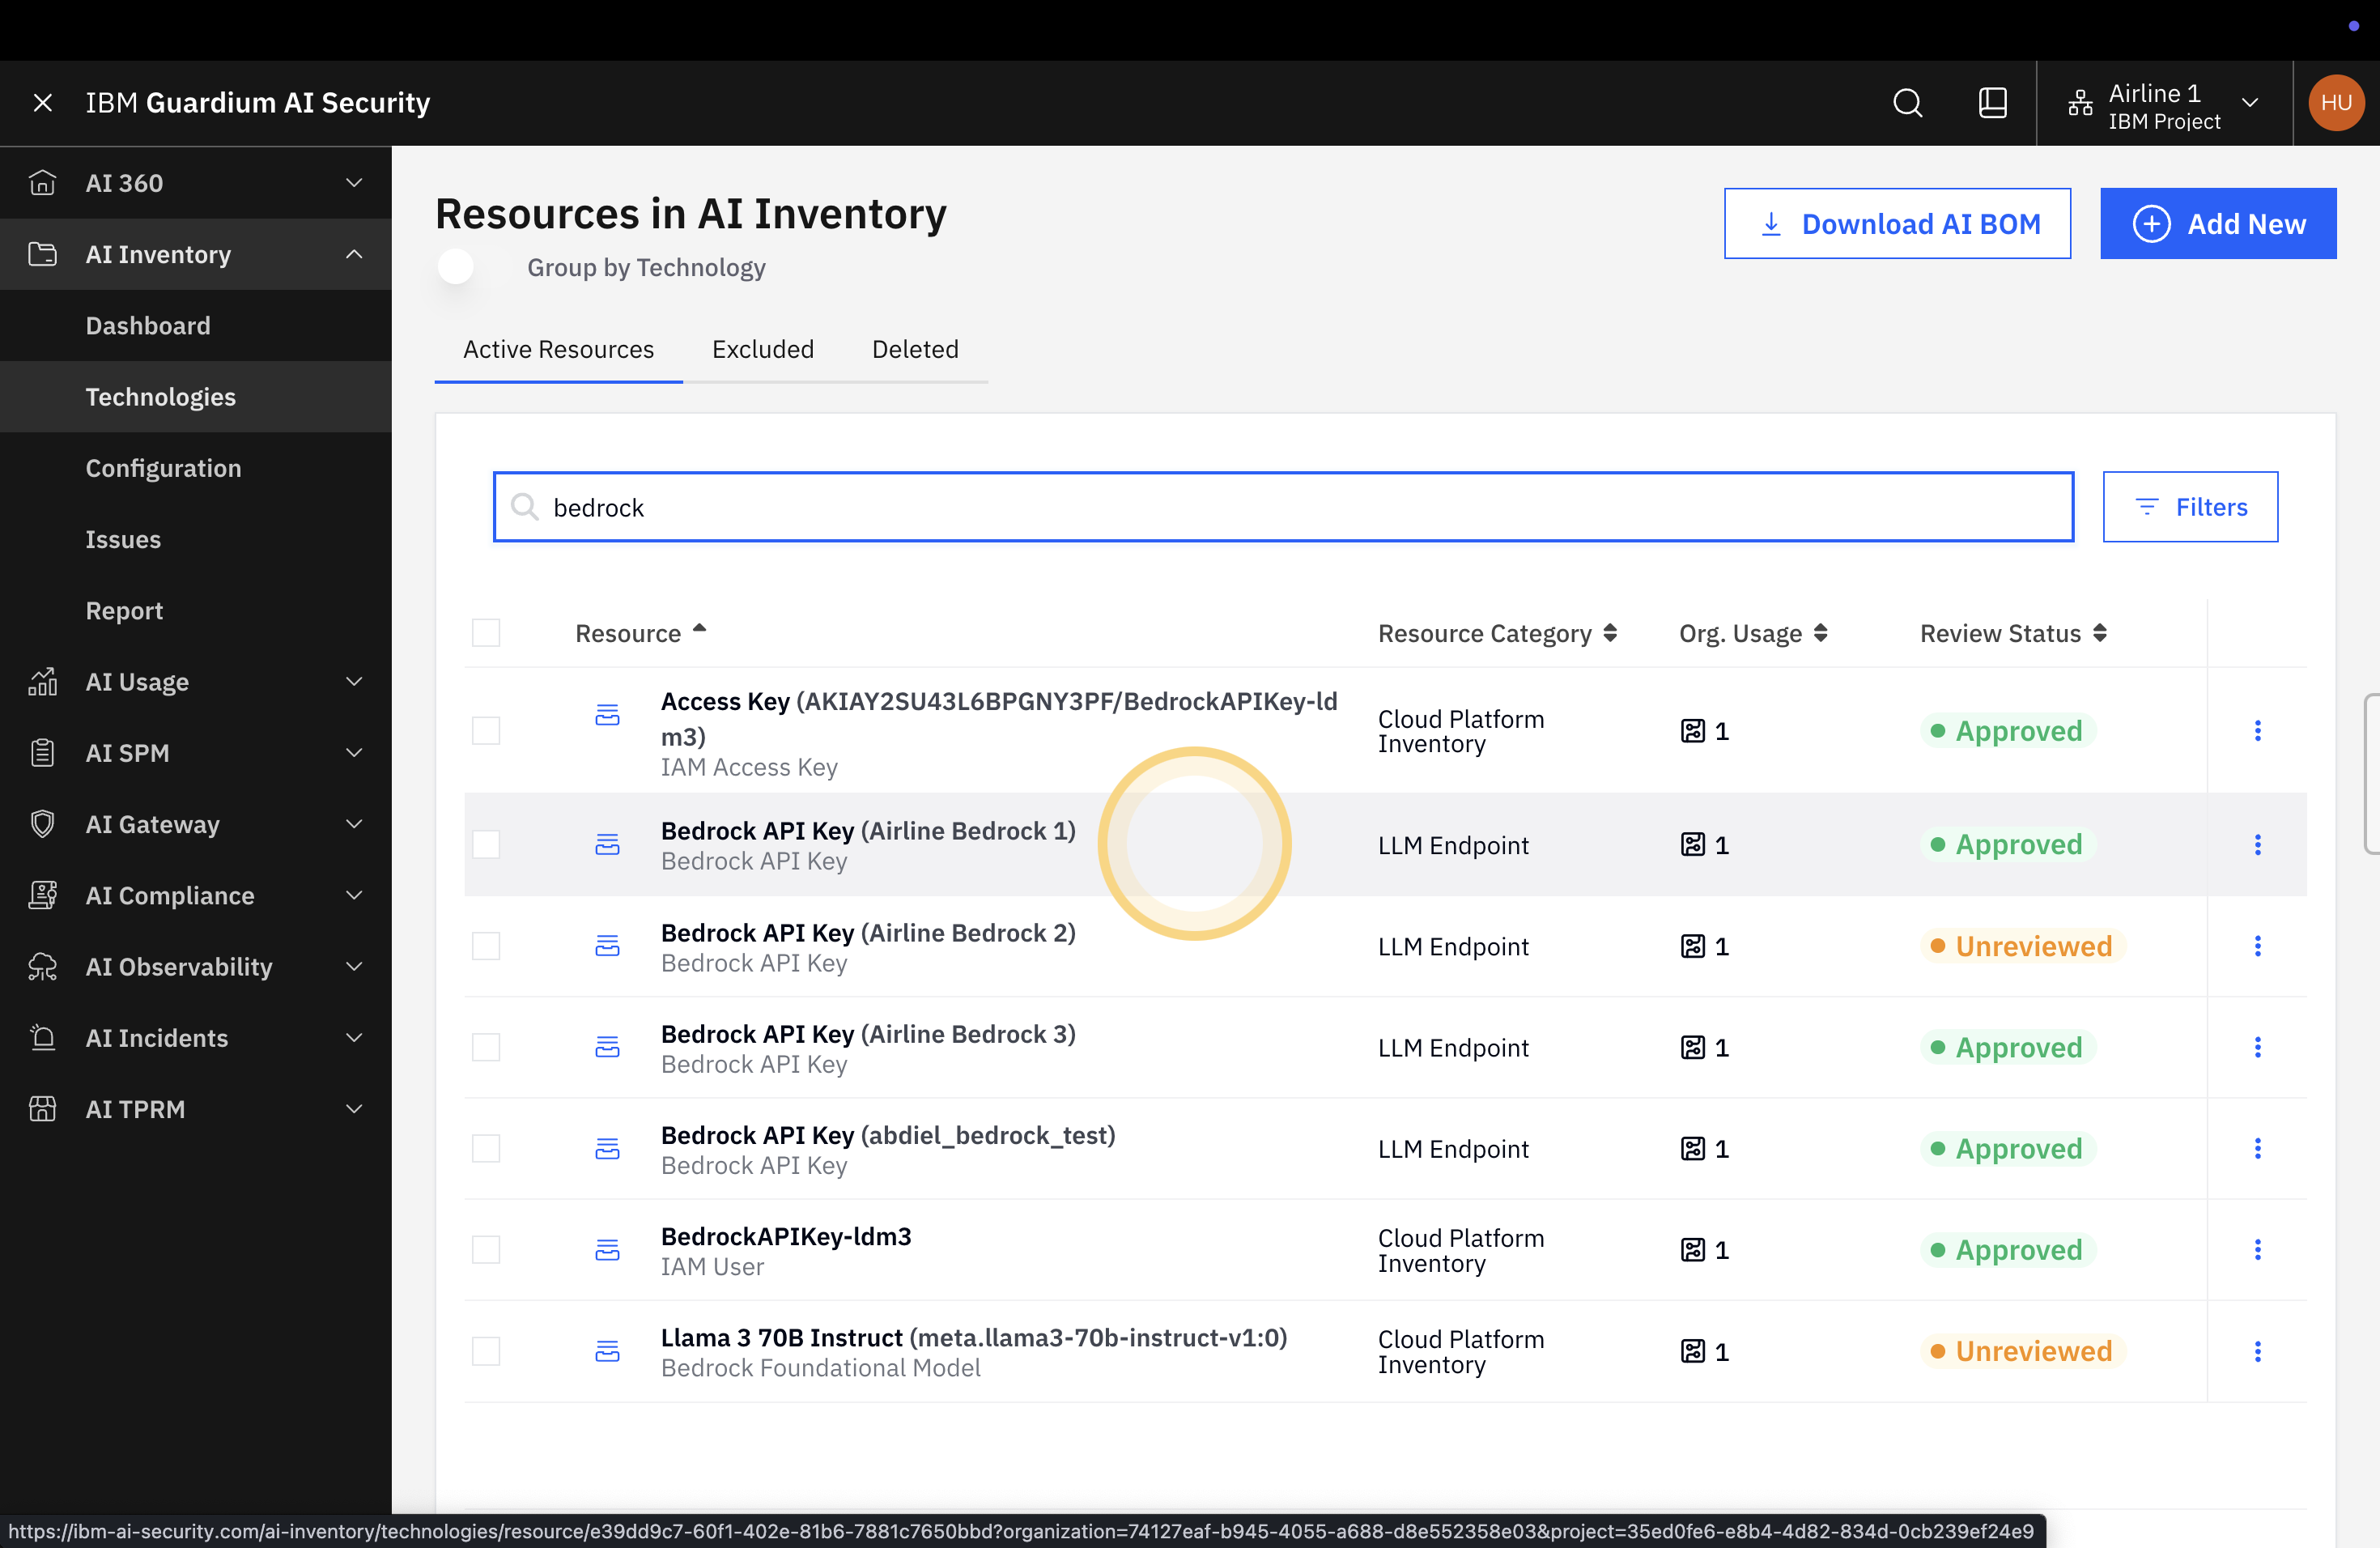 IBM Guardium AI Security
Airline 1
IBM Project
HU
AI 360
AI Inventory
Dashboard
Technologies
Configuration
Issues
Report
AI Usage
AI SPM
AI Gateway
AI Compliance
AI Observability
AI Incidents
AI TPRM
Resources in AI Inventory
Group by Technology
Download AI BOM
Add New
Active Resources Excluded Deleted
bedrock
Filters
Resource Resource Category Org. Usage Review Status
Access Key (AKIAY2SU43L6BPGNY3PF/BedrockAPIKey-ld
m3)
IAM Access Key
Cloud Platform
Inventory
1
Approved
Bedrock API Key (Airline Bedrock 1)
Bedrock API Key
LLM Endpoint
1
Approved
Bedrock API Key (Airline Bedrock 2)
Bedrock API Key
LLM Endpoint
1
Unreviewed
Bedrock API Key (Airline Bedrock 3)
Bedrock API Key
LLM Endpoint
1
Approved
Bedrock API Key (abdiel_bedrock_test)
Bedrock API Key
LLM Endpoint
1
Approved
BedrockAPIKey-ldm3
IAM User
Cloud Platform
Inventory
1
Approved
Llama 3 70B Instruct (meta.llama3-70b-instruct-v1:0)
Bedrock Foundational Model
Cloud Platform
Inventory
1
Unreviewed
https://ibm-ai-security.com/ai-inventory/technologies/resource/e39dd9c7-60f1-402e-81b6-7881c7650bbd?organization=74127eaf-b945-4055-a688-d8e552358e03&project=35ed0fe6-e8b4-4d82-834d-0cb239ef24e9